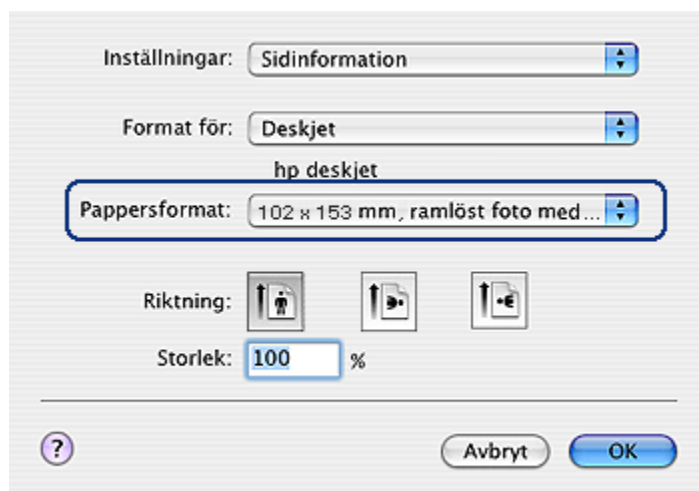 Inställningar: Sidinformation
Format för: Deskjet
hp deskjet
Pappersformat: 102 x 153 mm, ramlöst foto med...
Riktning:
Storlek: 100 %
? Avbryt OK